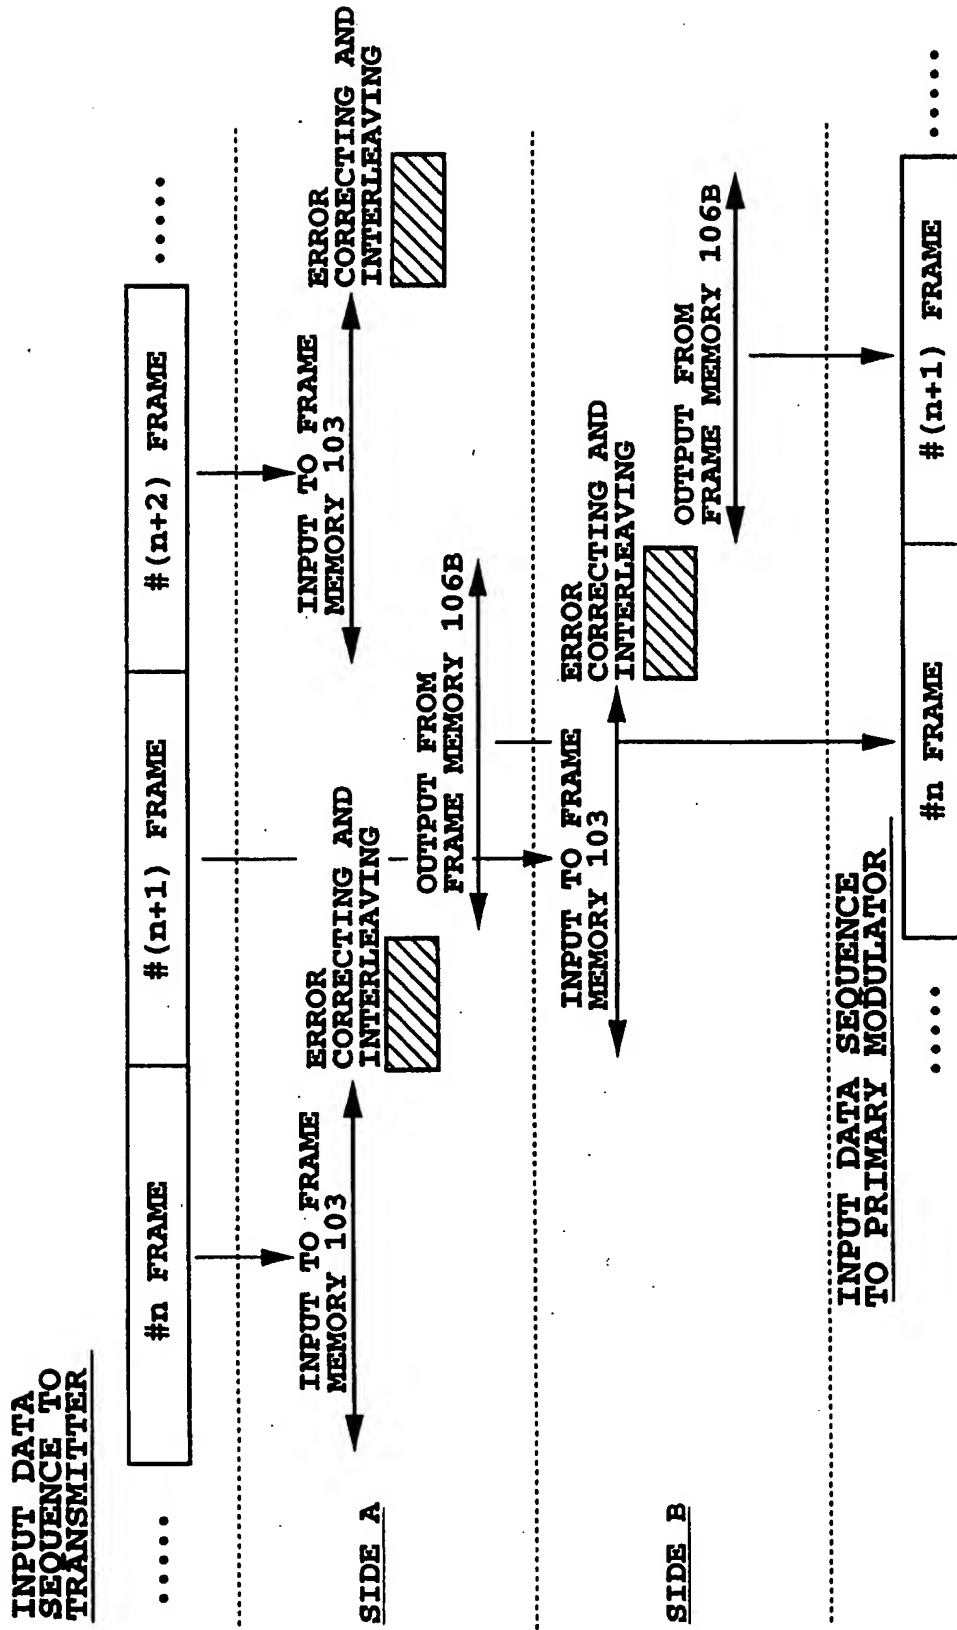 INPUT DATA
SEQUENCE TO
TRANSMITTER
.....
#n FRAME
#(n+1) FRAME
#(n+2) FRAME
.....
SIDE A
INPUT TO FRAME
MEMORY 103
ERROR
CORRECTING AND
INTERLEAVING
OUTPUT FROM
FRAME MEMORY 106B
INPUT TO FRAME
MEMORY 103
ERROR
CORRECTING AND
INTERLEAVING
SIDE B
INPUT TO FRAME
MEMORY 103
ERROR
CORRECTING AND
INTERLEAVING
OUTPUT FROM
FRAME MEMORY 106B
INPUT DATA SEQUENCE
TO PRIMARY MODULATOR
.....
#n FRAME
#(n+1) FRAME
.....